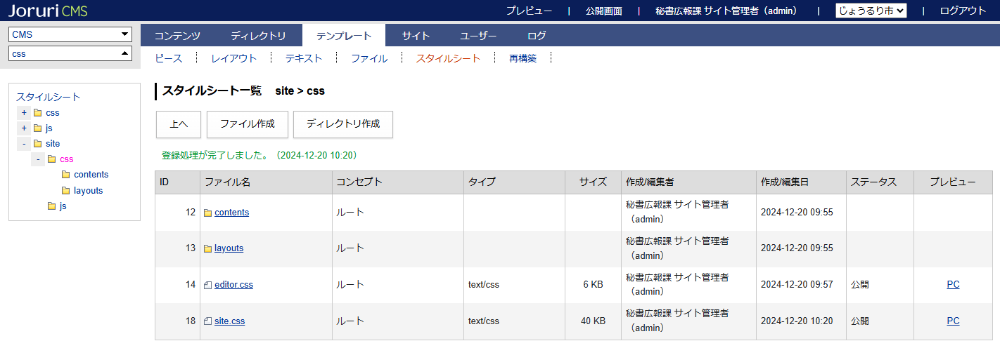 Joruri CMS
プレビュー | 公開画面 | 秘書広報課 サイト管理者（admin） | じょうるり市 | ログアウト
CMS
css
コンテンツ ディレクトリ テンプレート サイト ユーザー ログ
ピース レイアウト テキスト ファイル スタイルシート 再構築
スタイルシート
+ css
+ js
- site
- css
contents
layouts
js
スタイルシート一覧 site > css
上へ ファイル作成 ディレクトリ作成
登録処理が完了しました。（2024-12-20 10:20）
ID ファイル名 コンセプト タイプ サイズ 作成/編集者 作成/編集日 ステータス プレビュー
12 contents ルート 秘書広報課 サイト管理者（admin） 2024-12-20 09:55
13 layouts ルート 秘書広報課 サイト管理者（admin） 2024-12-20 09:55
14 editor.css ルート text/css 6 KB 秘書広報課 サイト管理者（admin） 2024-12-20 09:57 公開 PC
18 site.css ルート text/css 40 KB 秘書広報課 サイト管理者（admin） 2024-12-20 10:20 公開 PC